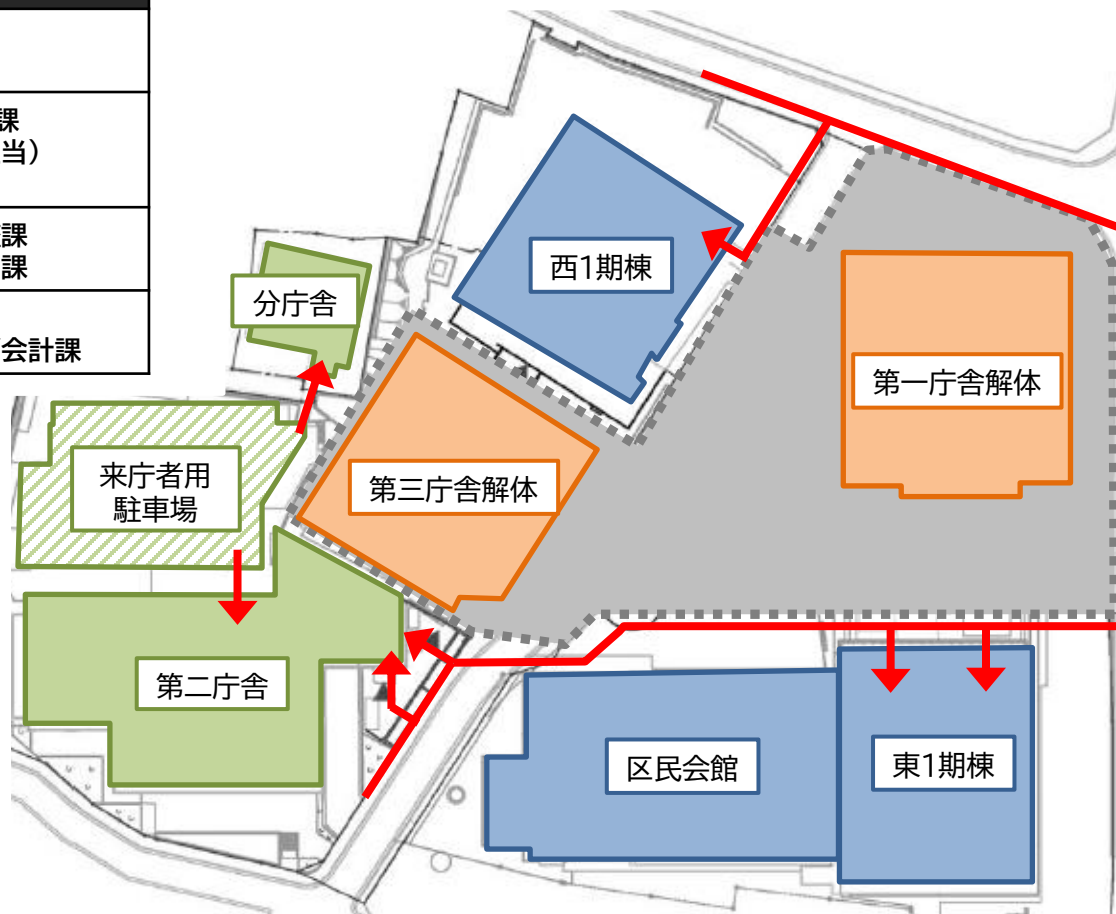 課
当）
課
課
会計課
西1期棟
分庁舎
第一庁舎解体
来庁者用
駐車場
第三庁舎解体
第二庁舎
区民会館
東1期棟